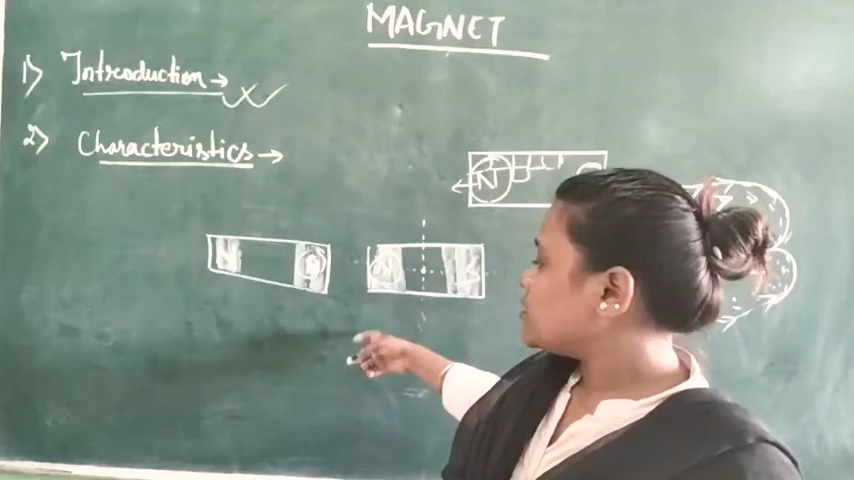 MAGNET
1) Introduction →
2) Characteristics →
N
N
N S